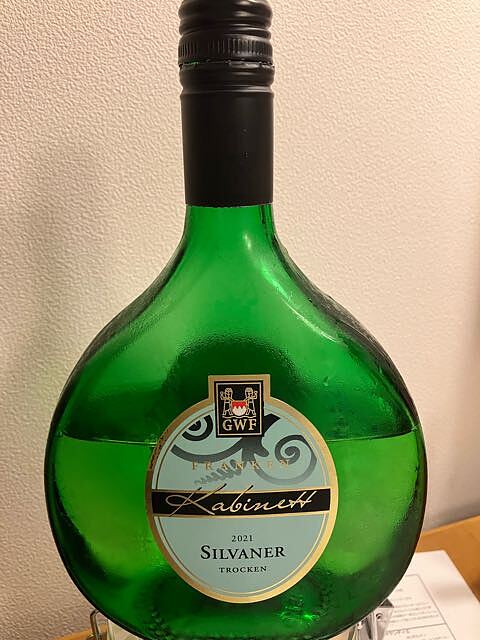 GWF
FRANKEN
Kabinett
2021
SILVANER
TROCKEN